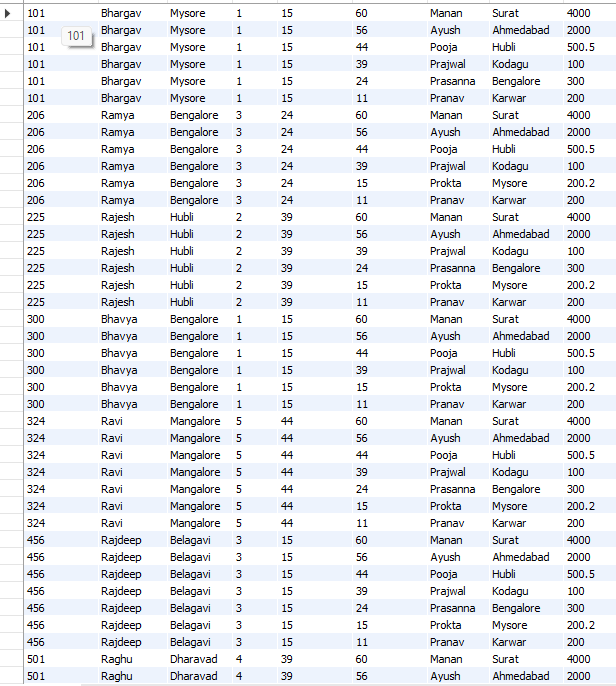 101 Bhargav Mysore 1 15 60 Manan Surat 4000
101 Bhargav Mysore 1 15 56 Ayush Ahmedabad 2000
101 101 Bhargav Mysore 1 15 44 Pooja Hubli 500.5
101 Bhargav Mysore 1 15 39 Prajwal Kodagu 100
101 Bhargav Mysore 1 15 24 Prasanna Bengalore 300
101 Bhargav Mysore 1 15 11 Pranav Karwar 200
206 Ramya Bengalore 3 24 60 Manan Surat 4000
206 Ramya Bengalore 3 24 56 Ayush Ahmedabad 2000
206 Ramya Bengalore 3 24 44 Pooja Hubli 500.5
206 Ramya Bengalore 3 24 39 Prajwal Kodagu 100
206 Ramya Bengalore 3 24 15 Prokta Mysore 200.2
206 Ramya Bengalore 3 24 11 Pranav Karwar 200
225 Rajesh Hubli 2 39 60 Manan Surat 4000
225 Rajesh Hubli 2 39 56 Ayush Ahmedabad 2000
225 Rajesh Hubli 2 39 39 Prajwal Kodagu 100
225 Rajesh Hubli 2 39 24 Prasanna Bengalore 300
225 Rajesh Hubli 2 39 15 Prokta Mysore 200.2
225 Rajesh Hubli 2 39 11 Pranav Karwar 200
300 Bhavya Bengalore 1 15 60 Manan Surat 4000
300 Bhavya Bengalore 1 15 56 Ayush Ahmedabad 2000
300 Bhavya Bengalore 1 15 44 Pooja Hubli 500.5
300 Bhavya Bengalore 1 15 39 Prajwal Kodagu 100
300 Bhavya Bengalore 1 15 15 Prokta Mysore 200.2
300 Bhavya Bengalore 1 15 11 Pranav Karwar 200
324 Ravi Mangalore 5 44 60 Manan Surat 4000
324 Ravi Mangalore 5 44 56 Ayush Ahmedabad 2000
324 Ravi Mangalore 5 44 44 Pooja Hubli 500.5
324 Ravi Mangalore 5 44 39 Prajwal Kodagu 100
324 Ravi Mangalore 5 44 24 Prasanna Bengalore 300
324 Ravi Mangalore 5 44 15 Prokta Mysore 200.2
324 Ravi Mangalore 5 44 11 Pranav Karwar 200
456 Rajdeep Belagavi 3 15 60 Manan Surat 4000
456 Rajdeep Belagavi 3 15 56 Ayush Ahmedabad 2000
456 Rajdeep Belagavi 3 15 44 Pooja Hubli 500.5
456 Rajdeep Belagavi 3 15 39 Prajwal Kodagu 100
456 Rajdeep Belagavi 3 15 24 Prasanna Bengalore 300
456 Rajdeep Belagavi 3 15 15 Prokta Mysore 200.2
456 Rajdeep Belagavi 3 15 11 Pranav Karwar 200
501 Raghu Dharavad 4 39 60 Manan Surat 4000
501 Raghu Dharavad 4 39 56 Ayush Ahmedabad 2000